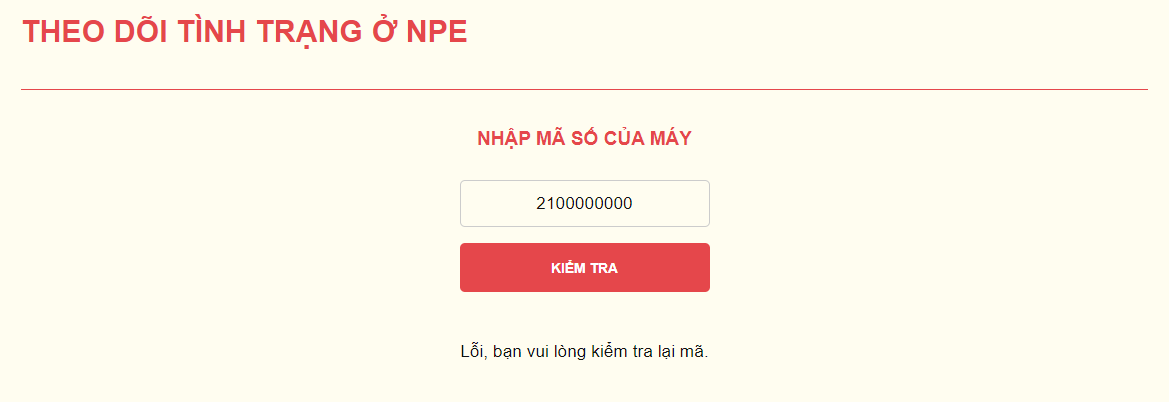 THEO DÕI TÌNH TRẠNG Ở NPE
NHẬP MÃ SỐ CỦA MÁY
2100000000
KIỂM TRA
Lỗi, bạn vui lòng kiểm tra lại mã.